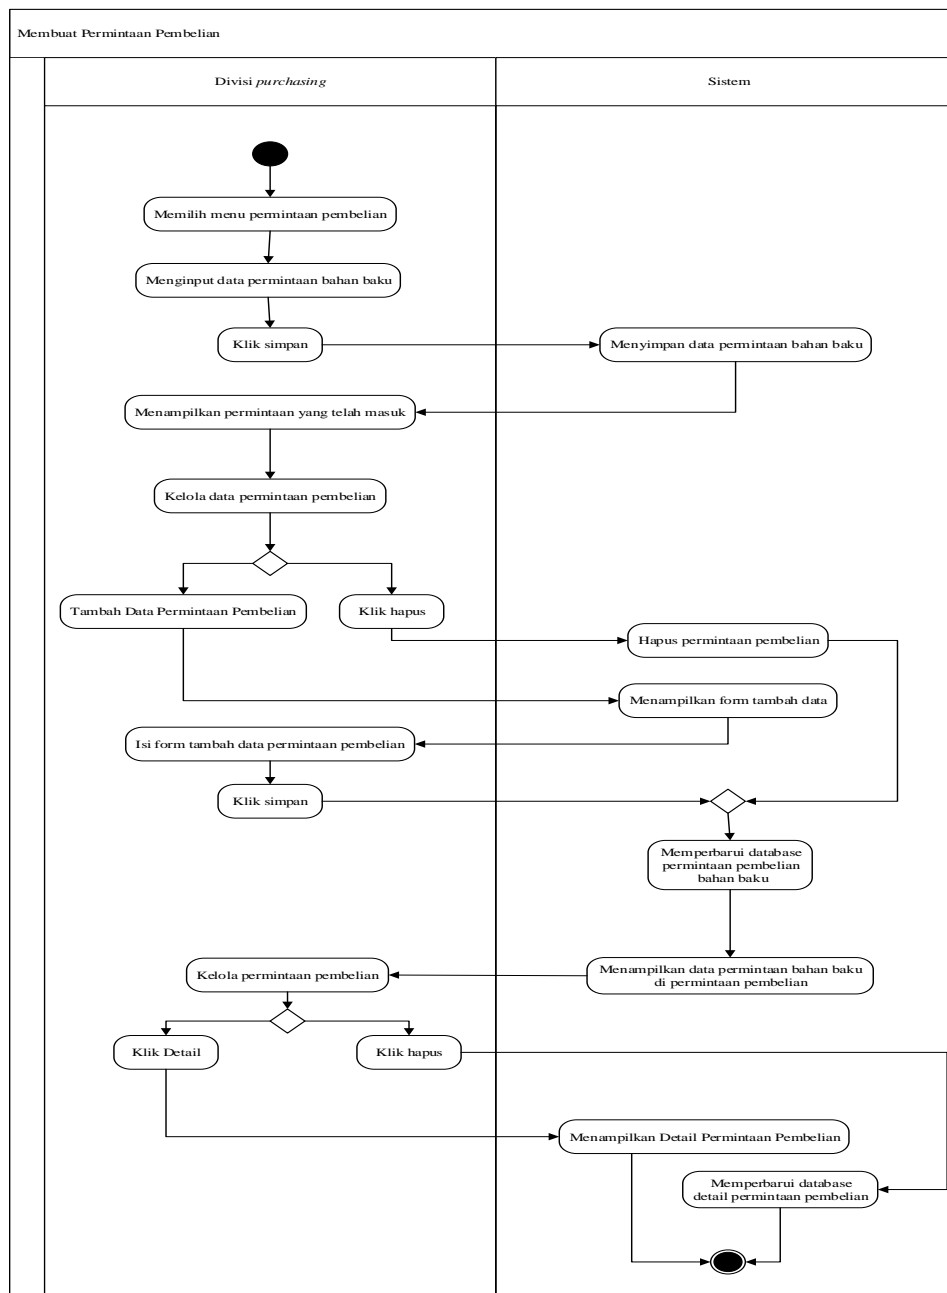 Membuat Permintaan Pembelian
Divisi purchasing
Sistem
Memilih menu permintaan pembelian
Menginput data permintaan bahan baku
Klik simpan
Menyimpan data permintaan bahan baku
Menampilkan permintaan yang telah masuk
Kelola data permintaan pembelian
Tambah Data Permintaan Pembelian
Klik hapus
Hapus permintaan pembelian
Menampilkan form tambah data
Isi form tambah data permintaan pembelian
Klik simpan
Memperbarui database
permintaan pembelian
bahan baku
Kelola permintaan pembelian
Menampilkan data permintaan bahan baku
di permintaan pembelian
Klik Detail
Klik hapus
Menampilkan Detail Permintaan Pembelian
Memperbarui database
detail permintaan pembelian